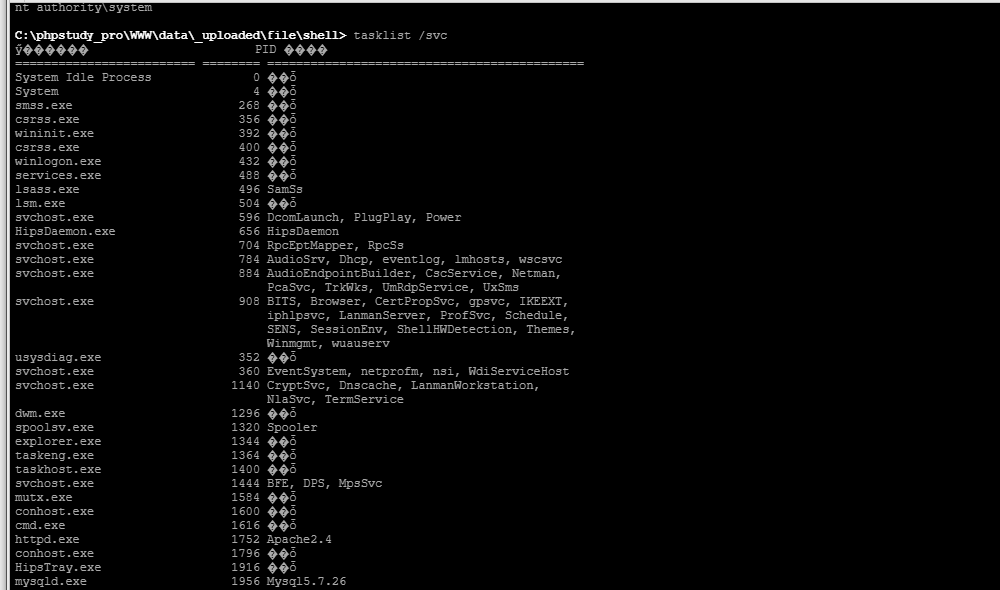 nt authority\system
C:\phpstudy_pro\WWW\data\_uploaded\file\shell> tasklist /svc
ӳ������ PID ����
========================= ======== ============================================
System Idle Process 0 ��ȱ
System 4 ��ȱ
smss.exe 268 ��ȱ
csrss.exe 356 ��ȱ
wininit.exe 392 ��ȱ
csrss.exe 400 ��ȱ
winlogon.exe 432 ��ȱ
services.exe 488 ��ȱ
lsass.exe 496 SamSs
lsm.exe 504 ��ȱ
svchost.exe 596 DcomLaunch, PlugPlay, Power
HipsDaemon.exe 656 HipsDaemon
svchost.exe 704 RpcEptMapper, RpcSs
svchost.exe 784 AudioSrv, Dhcp, eventlog, lmhosts, wscsvc
svchost.exe 884 AudioEndpointBuilder, CscService, Netman,
PcaSvc, TrkWks, UmRdpService, UxSms
svchost.exe 908 BITS, Browser, CertPropSvc, gpsvc, IKEEXT,
iphlpsvc, LanmanServer, ProfSvc, Schedule,
SENS, SessionEnv, ShellHWDetection, Themes,
Winmgmt, wuauserv
usysdiag.exe 352 ��ȱ
svchost.exe 360 EventSystem, netprofm, nsi, WdiServiceHost
svchost.exe 1140 CryptSvc, Dnscache, LanmanWorkstation,
NlaSvc, TermService
dwm.exe 1296 ��ȱ
spoolsv.exe 1320 Spooler
explorer.exe 1344 ��ȱ
taskeng.exe 1364 ��ȱ
taskhost.exe 1400 ��ȱ
svchost.exe 1444 BFE, DPS, MpsSvc
mutx.exe 1584 ��ȱ
conhost.exe 1600 ��ȱ
cmd.exe 1616 ��ȱ
httpd.exe 1752 Apache2.4
conhost.exe 1796 ��ȱ
HipsTray.exe 1916 ��ȱ
mysqld.exe 1956 Mysql5.7.26